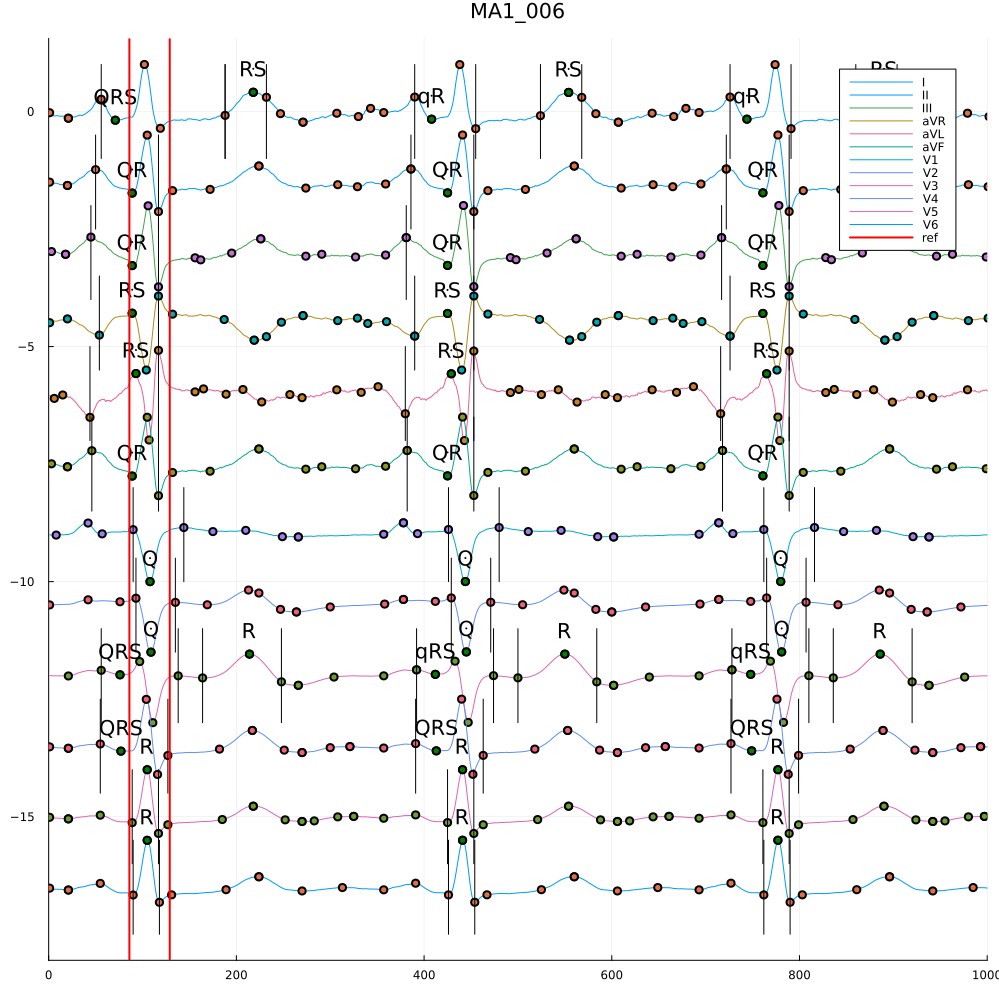 MA1_006
RS RS RS
QRS qR qR
I
II
III
aVR
aVL
aVF
V1
V2
V3
V4
V5
V6
ref
0
QR QR QR
QR QR QR
RS RS RS
−5
RS RS RS
QR QR QR
Q Q Q
−10
Q R Q R Q R
QRS qRS qRS
QRS QRS QRS
R R R
−15
R R R
0 200 400 600 800 1000